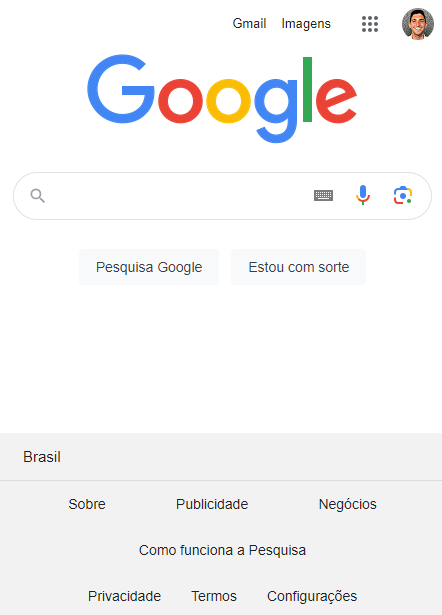 Gmail Imagens
Google
Pesquisa Google Estou com sorte
Brasil
Sobre Publicidade Negócios
Como funciona a Pesquisa
Privacidade Termos Configurações